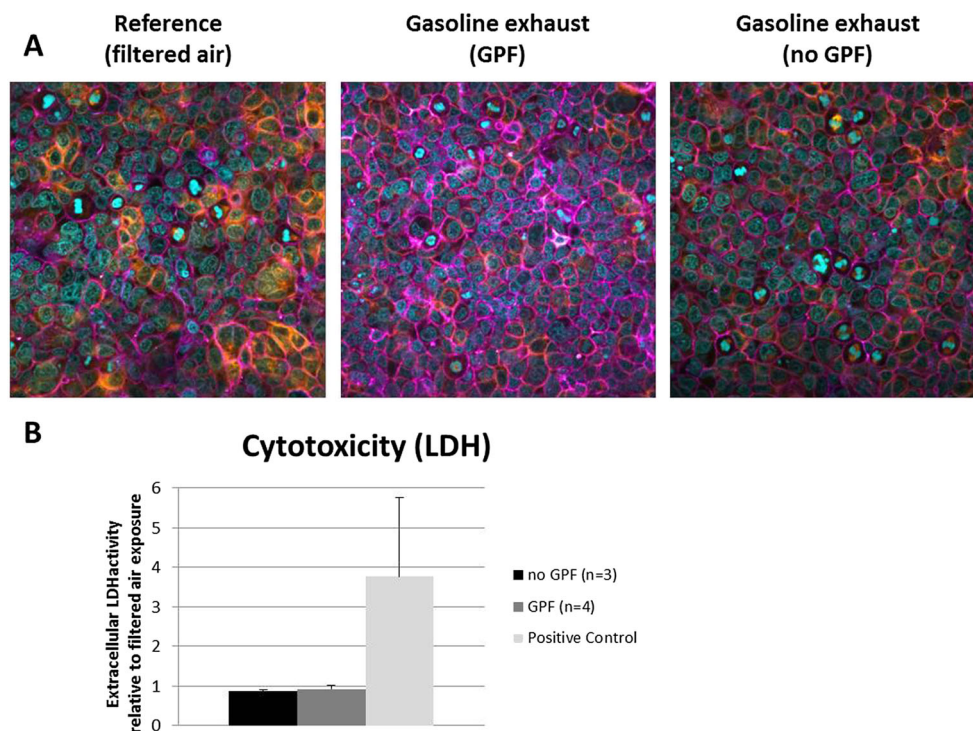 A
Reference
(filtered air)
Gasoline exhaust
(GPF)
Gasoline exhaust
(no GPF)
B
Cytotoxicity (LDH)
Extracellular LDHactivity
relative to filtered air exposure
6
5
4
3
2
1
0
no GPF (n=3)
GPF (n=4)
Positive Control